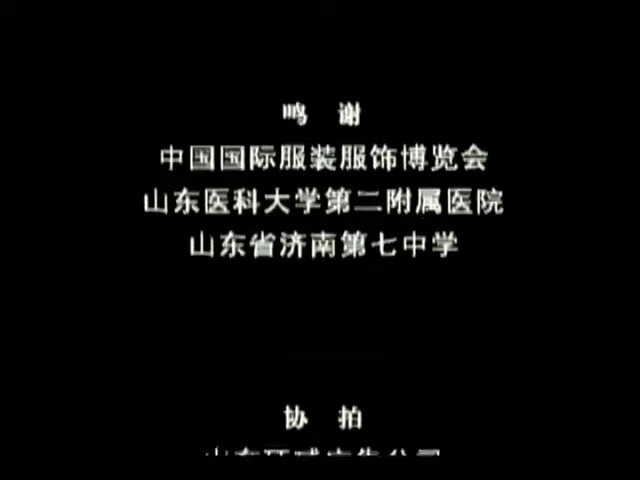 鸣 谢
中国国际服装服饰博览会
山东医科大学第二附属医院
山东省济南第七中学
协 拍